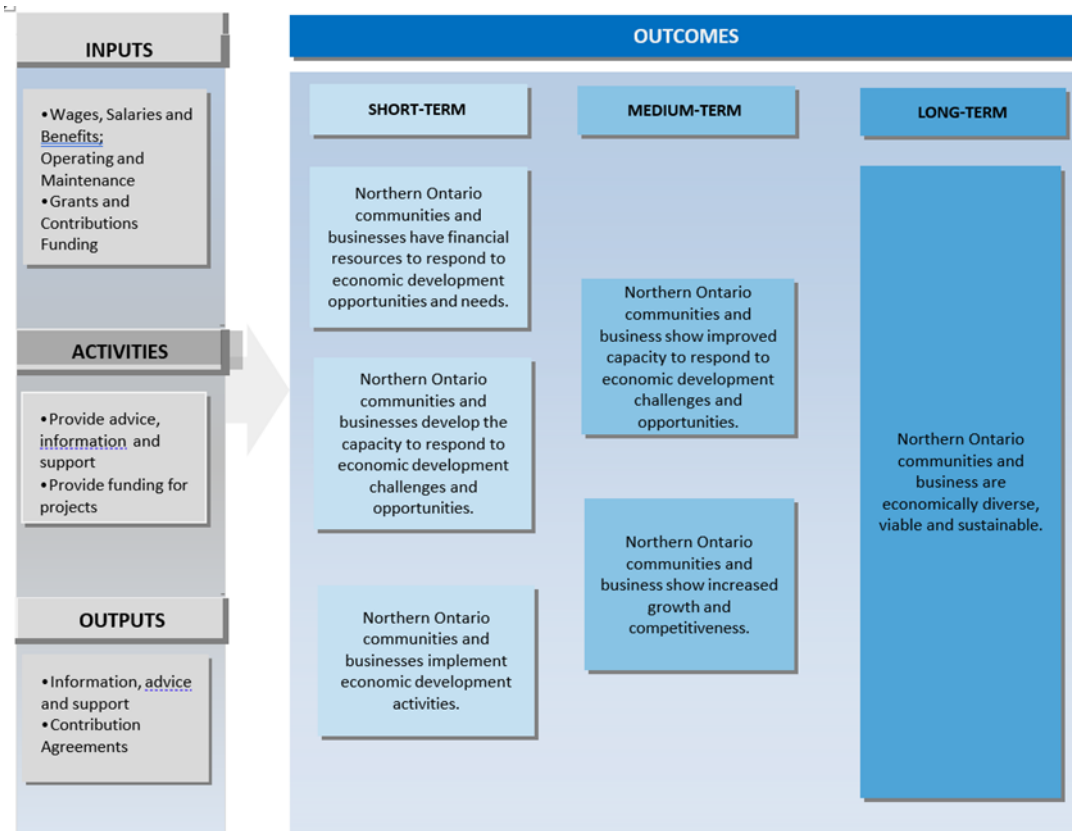 INPUTS
•Wages, Salaries and
Benefits;
Operating and
Maintenance
•Grants and
Contributions
Funding
ACTIVITIES
•Provide advice,
information and
support
•Provide funding for
projects
OUTPUTS
•Information, advice
and support
•Contribution
Agreements
OUTCOMES
SHORT-TERM
Northern Ontario
communities and
businesses have financial
resources to respond to
economic development
opportunities and needs.
Northern Ontario
communities and
businesses develop the
capacity to respond to
economic development
challenges and
opportunities.
Northern Ontario
communities and
businesses implement
economic development
activities.
MEDIUM-TERM
Northern Ontario
communities and
business show improved
capacity to respond to
economic development
challenges and
opportunities.
Northern Ontario
communities and
business show increased
growth and
competitiveness.
LONG-TERM
Northern Ontario
communities and
business are
economically diverse,
viable and sustainable.